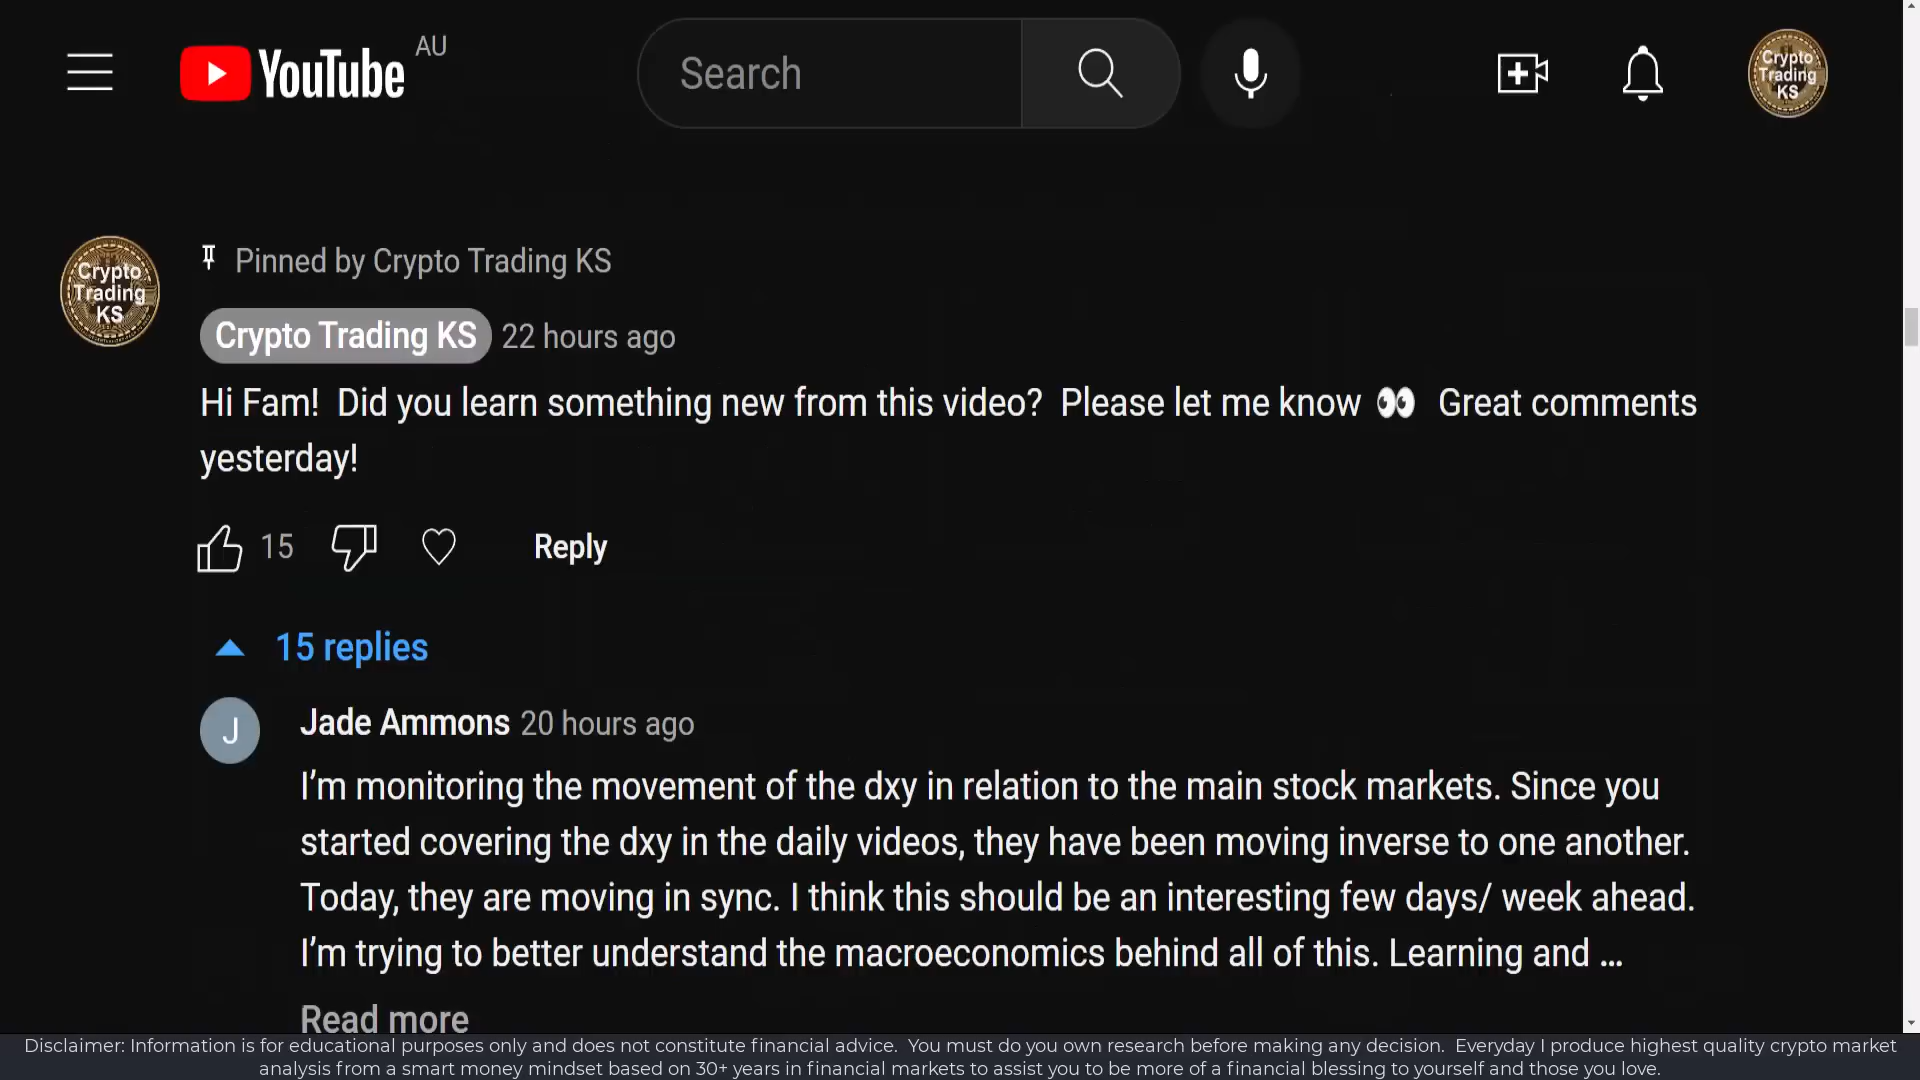 YouTube AU
Search
Crypto Trading KS
Crypto Trading KS
Pinned by Crypto Trading KS
Crypto Trading KS 22 hours ago
Hi Fam!  Did you learn something new from this video?  Please let me know 👀  Great comments
yesterday!
15
Reply
15 replies
J
Jade Ammons 20 hours ago
I’m monitoring the movement of the dxy in relation to the main stock markets. Since you
started covering the dxy in the daily videos, they have been moving inverse to one another.
Today, they are moving in sync. I think this should be an interesting few days/ week ahead.
I’m trying to better understand the macroeconomics behind all of this. Learning and ...
Read more
Disclaimer: Information is for educational purposes only and does not constitute financial advice.  You must do you own research before making any decision.  Everyday I produce highest quality crypto market
analysis from a smart money mindset based on 30+ years in financial markets to assist you to be more of a financial blessing to yourself and those you love.